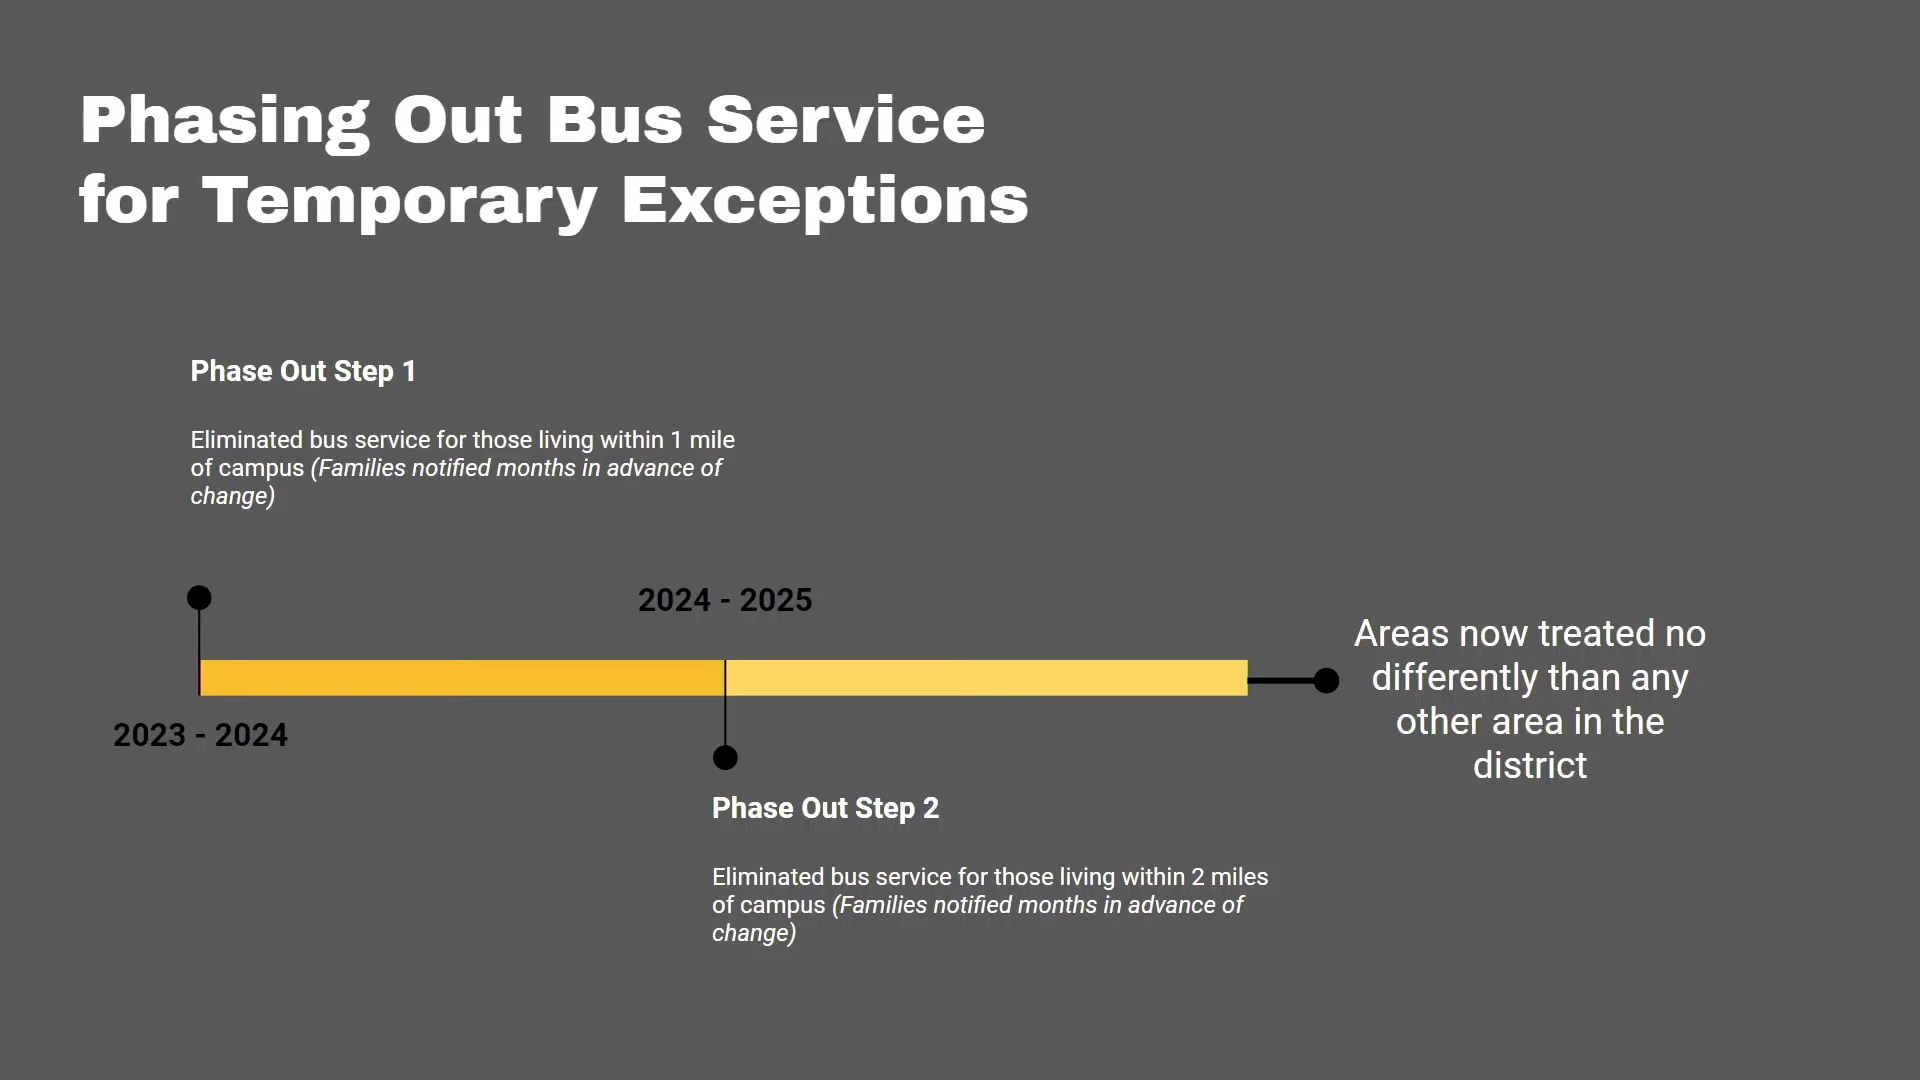 Phasing Out Bus Service
for Temporary Exceptions
Phase Out Step 1
Eliminated bus service for those living within 1 mile
of campus (Families notified months in advance of
change)
2024 - 2025
2023 - 2024
Areas now treated no
differently than any
other area in the
district
Phase Out Step 2
Eliminated bus service for those living within 2 miles
of campus (Families notified months in advance of
change)